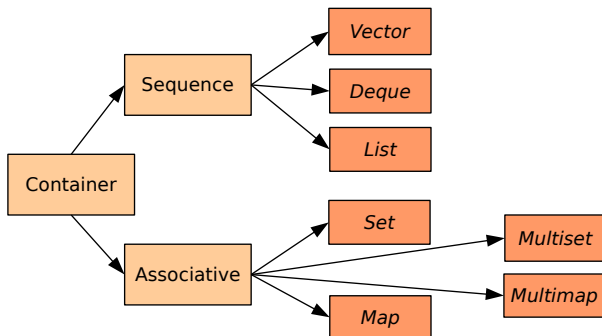 Container
Sequence
Vector
Deque
List
Associative
Set
Multiset
Multimap
Map